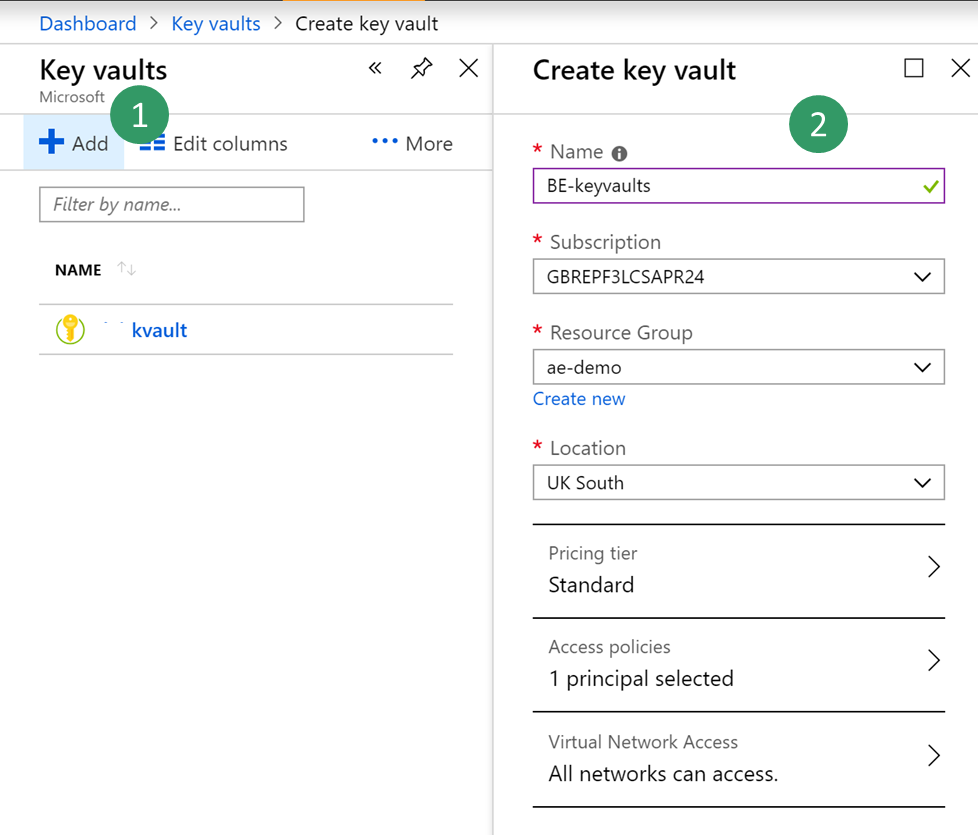 Dashboard > Key vaults > Create key vault
Key vaults
Microsoft
1
Add
Edit columns
More
Filter by name...
NAME
kvault
Create key vault
2
* Name
BE-keyvaults
* Subscription
GBREPF3LCSAPR24
* Resource Group
ae-demo
Create new
* Location
UK South
Pricing tier
Standard
Access policies
1 principal selected
Virtual Network Access
All networks can access.